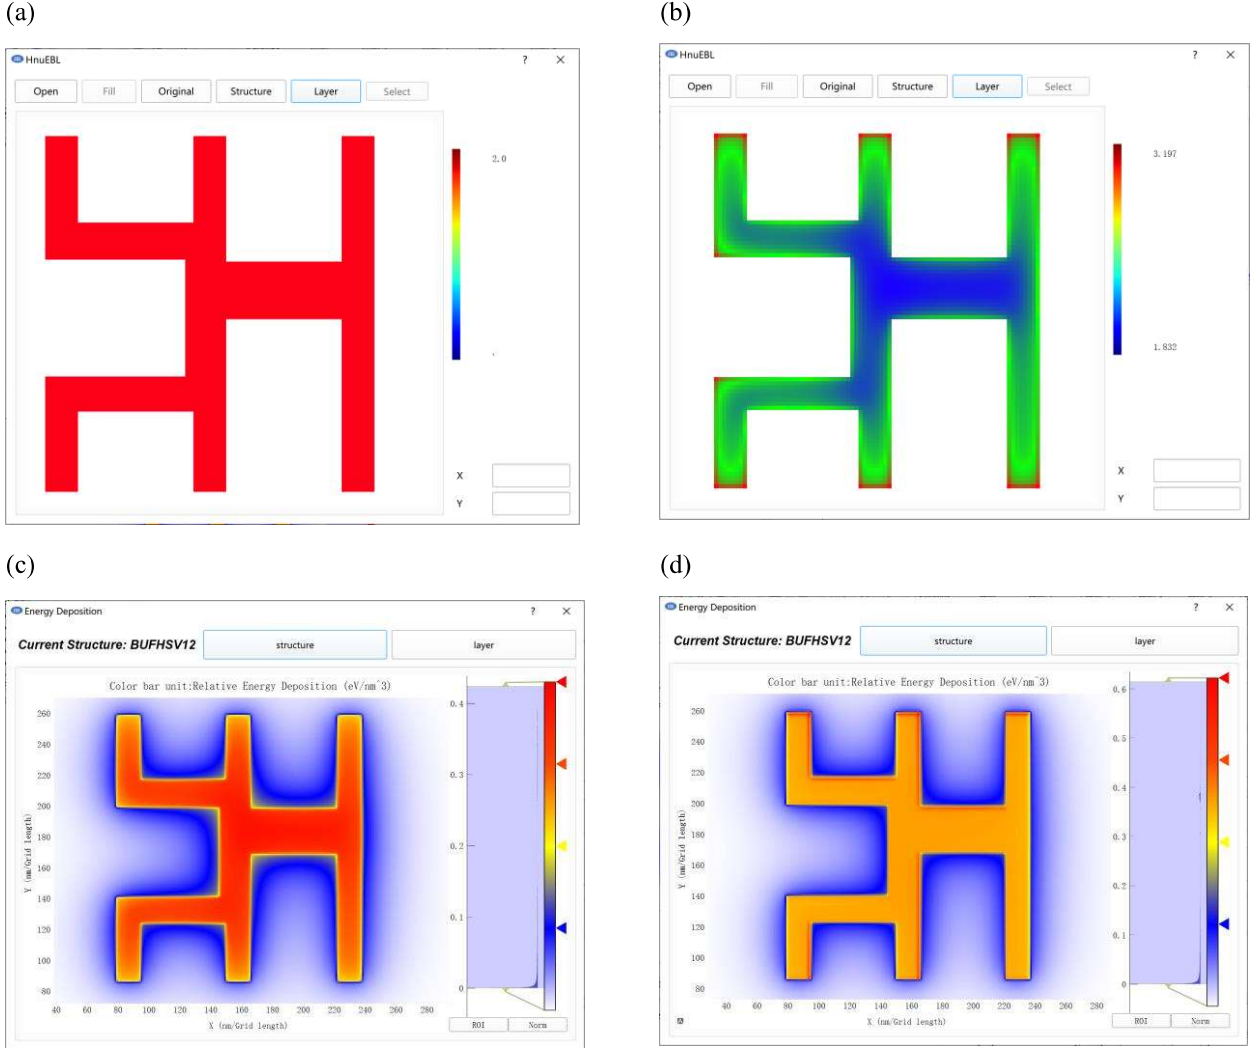 (a)
HnuEBL
? ×
Open Fill Original Structure Layer Select
2.0
X
Y
(b)
HnuEBL
? ×
Open Fill Original Structure Layer Select
3.197
1.832
X
Y
(c)
Energy Deposition
? ×
Current Structure: BUFHSV12 structure layer
Color bar unit:Relative Energy Deposition (eV/nm^3)
Y (nm/Grid length)
260
240
220
200
180
160
140
120
100
80
40 60 80 100 120 140 160 180 200 220 240 260 280
X (nm/Grid length)
0.4
0.3
0.2
0.1
0
ROI Norm
(d)
Energy Deposition
? ×
Current Structure: BUFHSV12 structure layer
Color bar unit:Relative Energy Deposition (eV/nm^3)
Y (nm/Grid length)
260
240
220
200
180
160
140
120
100
80
40 60 80 100 120 140 160 180 200 220 240 260 280
X (nm/Grid length)
A
0.6
0.5
0.4
0.3
0.2
0.1
0
ROI Norm